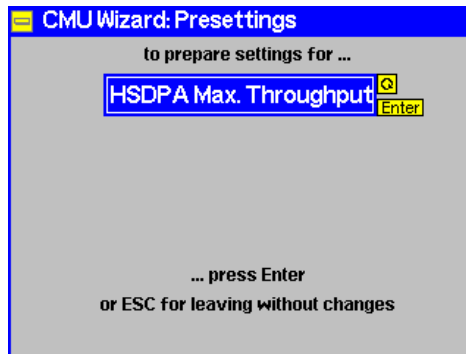 CMU Wizard: Presettings
to prepare settings for ...
HSDPA Max. Throughput
Enter
... press Enter
or ESC for leaving without changes